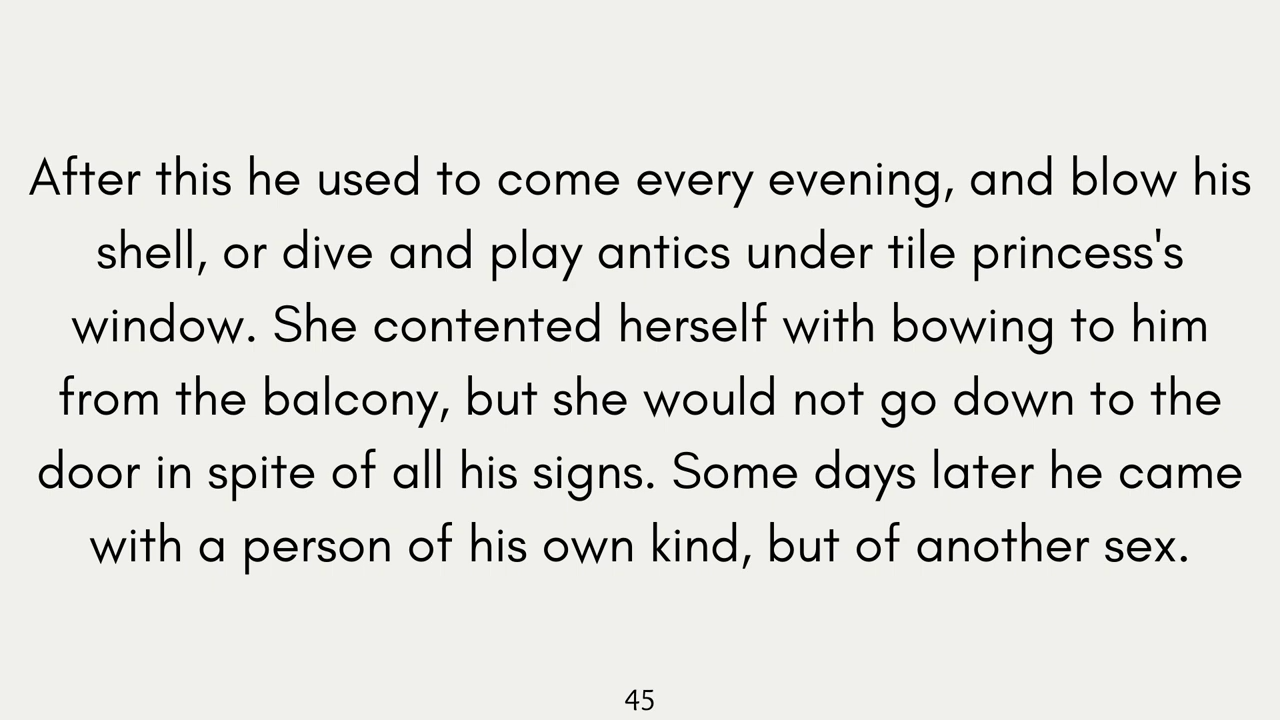 After this he used to come every evening, and blow his
shell, or dive and play antics under tile princess's
window. She contented herself with bowing to him
from the balcony, but she would not go down to the
door in spite of all his signs. Some days later he came
with a person of his own kind, but of another sex.
45